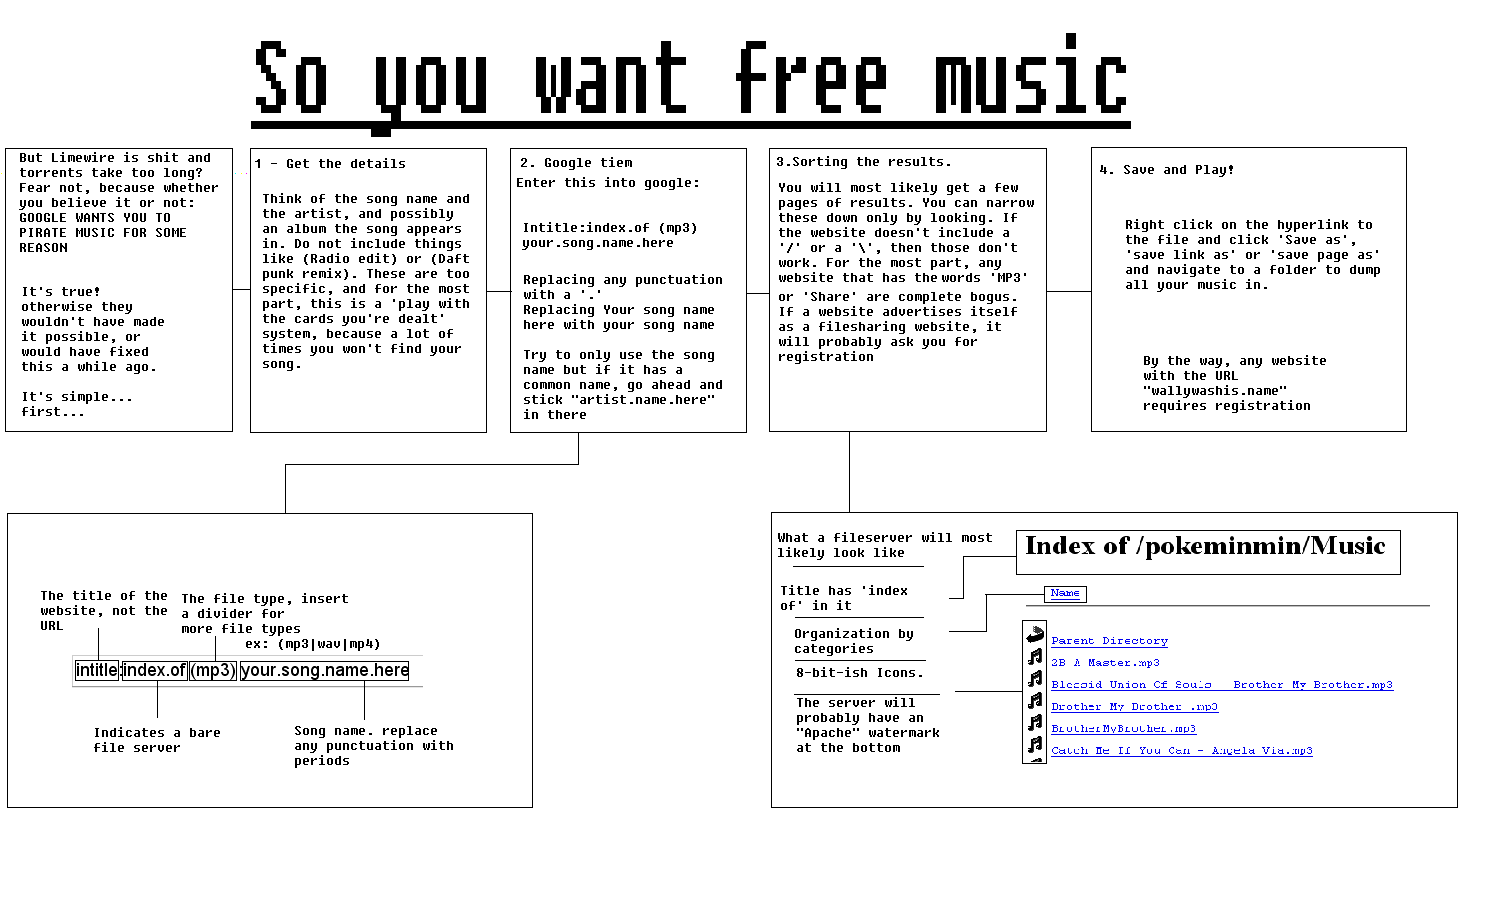 So you want free music
But Limewire is shit and
torrents take too long?
Fear not, because whether
you believe it or not:
GOOGLE WANTS YOU TO
PIRATE MUSIC FOR SOME
REASON
It's true!
otherwise they
wouldn't have made
it possible, or
would have fixed
this a while ago.
It's simple...
first...
1 - Get the details
Think of the song name and
the artist, and possibly
an album the song appears
in. Do not include things
like (Radio edit) or (Daft
punk remix). These are too
specific, and for the most
part, this is a 'play with
the cards you're dealt'
system, because a lot of
times you won't find your
song.
2. Google tiem
Enter this into google:
Intitle:index.of (mp3)
your.song.name.here
Replacing any punctuation
with a '.'
Replacing Your song name
here with your song name
Try to only use the song
name but if it has a
common name, go ahead and
stick "artist.name.here"
in there
3.Sorting the results.
You will most likely get a few
pages of results. You can narrow
these down only by looking. If
the website doesn't include a
'/' or a '\', then those don't
work. For the most part, any
website that has the words 'MP3'
or 'Share' are complete bogus.
If a website advertises itself
as a filesharing website, it
will probably ask you for
registration
4. Save and Play!
Right click on the hyperlink to
the file and click 'Save as',
'save link as' or 'save page as'
and navigate to a folder to dump
all your music in.
By the way, any website
with the URL
"wallywashis.name"
requires registration
The title of the
website, not the
URL
The file type, insert
a divider for
more file types
ex: (mp3|wav|mp4)
intitle:index.of (mp3) your.song.name.here
Indicates a bare
file server
Song name. replace
any punctuation with
periods
What a fileserver will most
likely look like
Title has 'index
of' in it
Organization by
categories
8-bit-ish Icons.
The server will
probably have an
"Apache" watermark
at the bottom
Index of /pokeminmin/Music
Name
Parent Directory
2B A Master.mp3
Blessid Union Of Souls - Brother My Brother.mp3
Brother My Brother .mp3
BrotherMyBrother.mp3
Catch Me If You Can - Angela Via.mp3